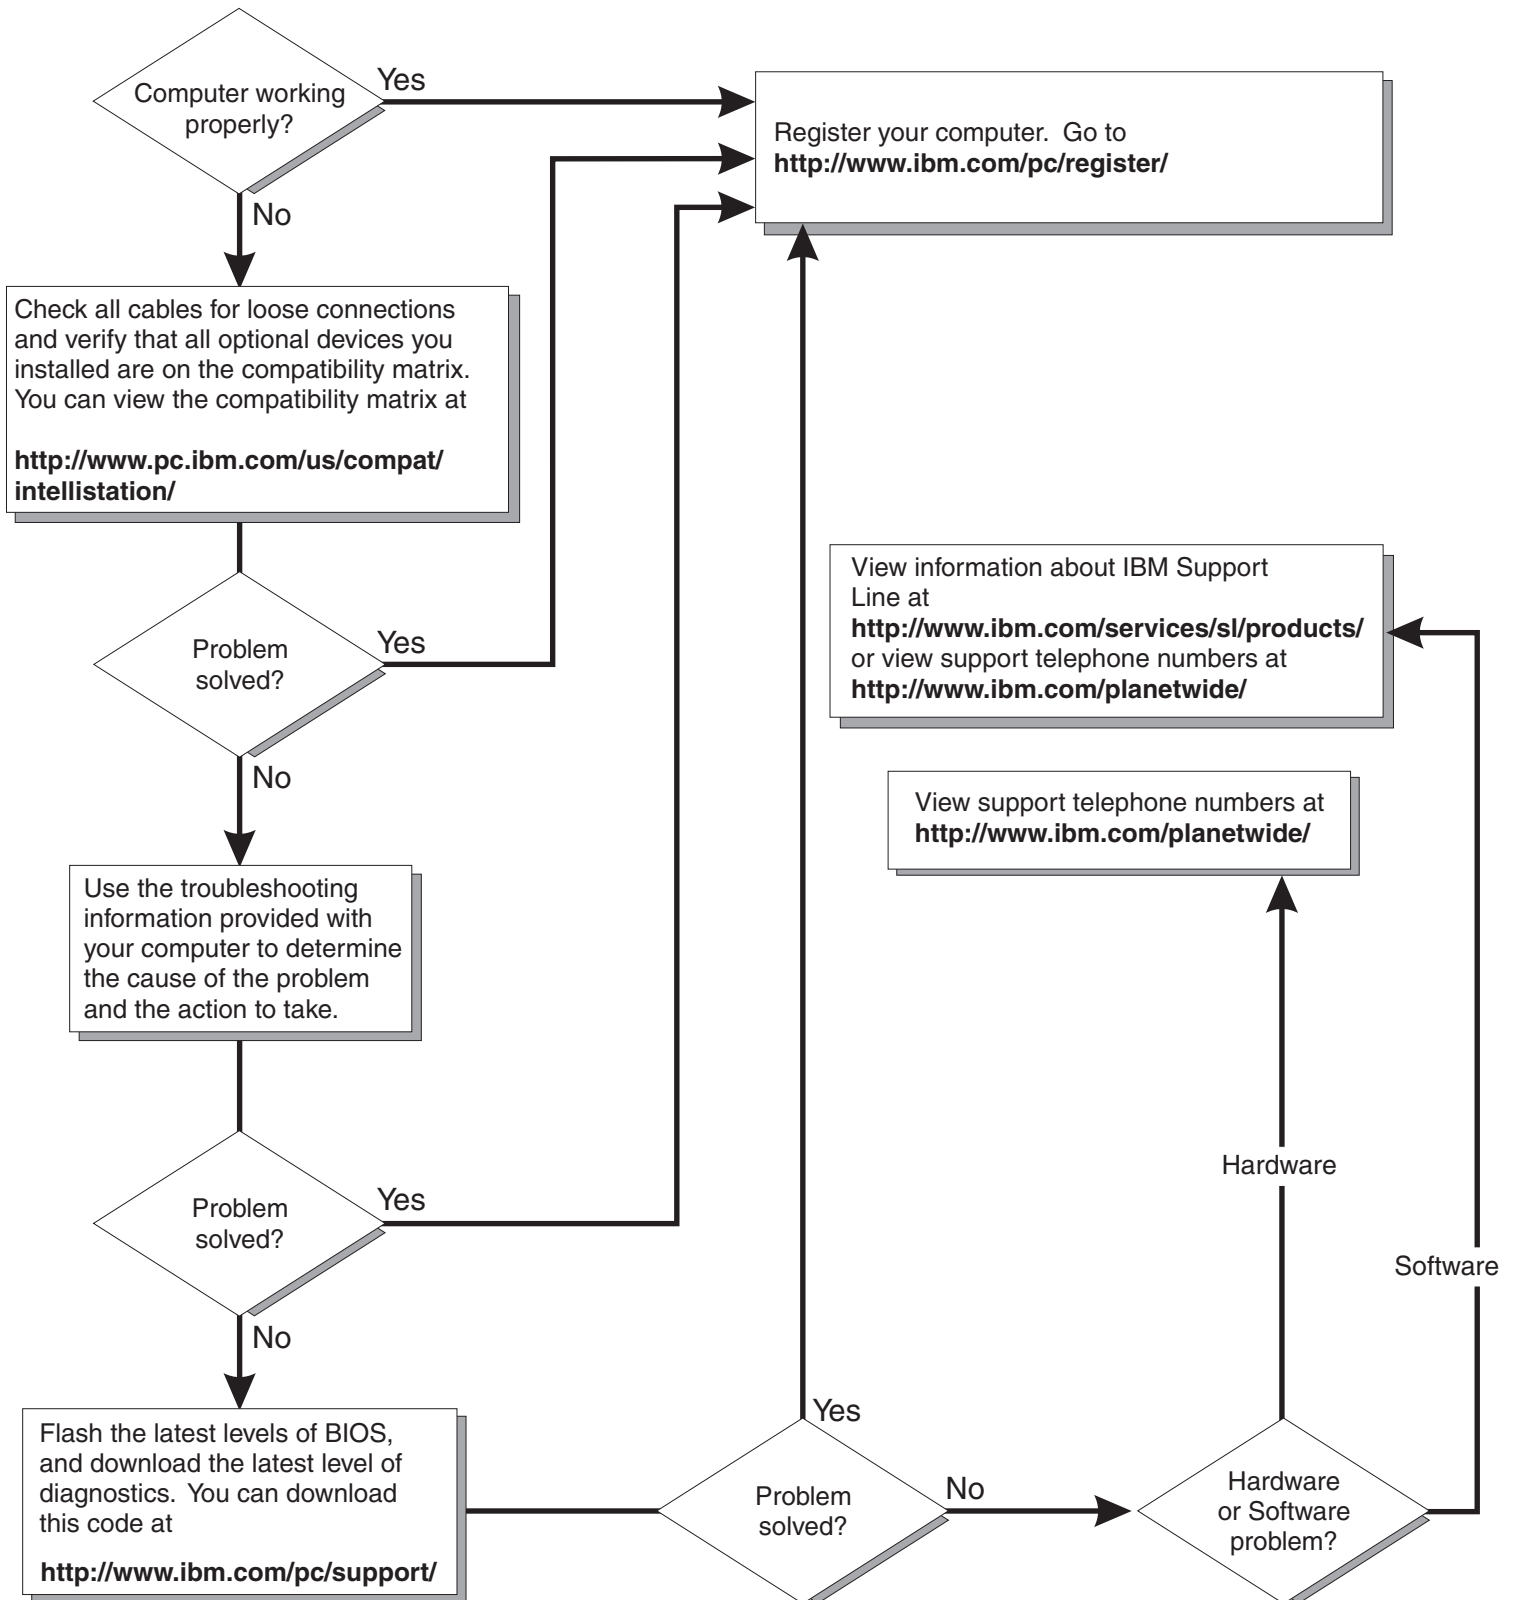 Computer working
properly?
Yes
Register your computer. Go to
http://www.ibm.com/pc/register/
No
Check all cables for loose connections
and verify that all optional devices you
installed are on the compatibility matrix.
You can view the compatibility matrix at
http://www.pc.ibm.com/us/compat/
intellistation/
Problem
solved?
Yes
No
View information about IBM Support
Line at
http://www.ibm.com/services/sl/products/
or view support telephone numbers at
http://www.ibm.com/planetwide/
View support telephone numbers at
http://www.ibm.com/planetwide/
Use the troubleshooting
information provided with
your computer to determine
the cause of the problem
and the action to take.
Problem
solved?
Yes
No
Hardware
Software
Flash the latest levels of BIOS,
and download the latest level of
diagnostics. You can download
this code at
http://www.ibm.com/pc/support/
Problem
solved?
Yes
No
Hardware
or Software
problem?